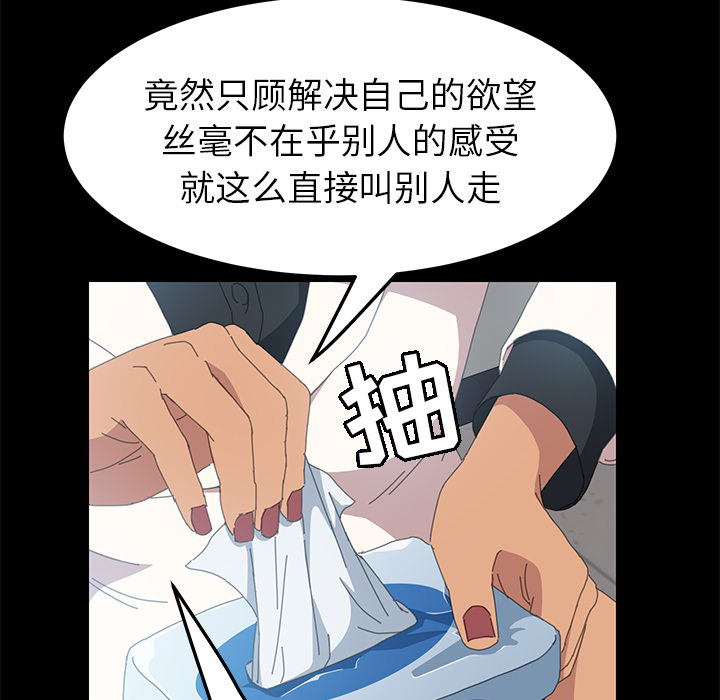 竟然只顾解决自己的欲望
丝毫不在乎别人的感受
就这么直接叫别人走
抽